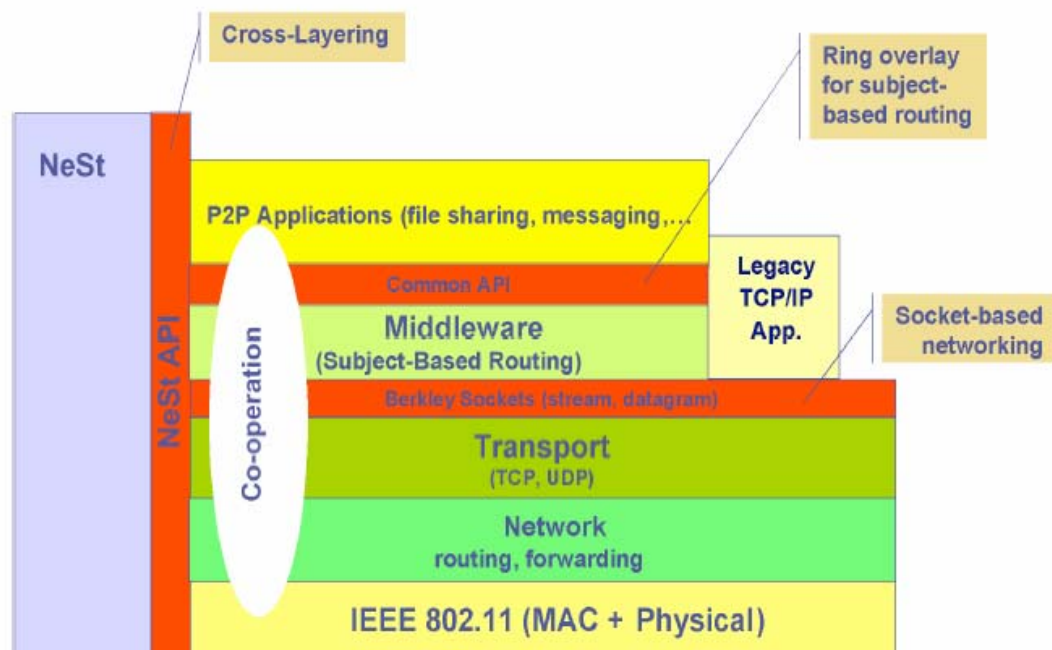 Cross-Layering
Ring overlay
for subject-
based routing
NeSt
P2P Applications (file sharing, messaging,...
Common API
Legacy
TCP/IP
App.
Middleware
(Subject-Based Routing)
Socket-based
networking
Berkley Sockets (stream, datagram)
NeSt API
Co-operation
Transport
(TCP, UDP)
Network
routing, forwarding
IEEE 802.11 (MAC + Physical)